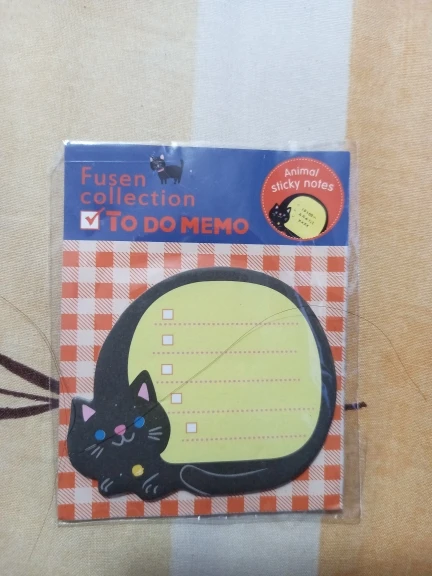 Fusen
collection
TO DO MEMO
Animal
sticky notes